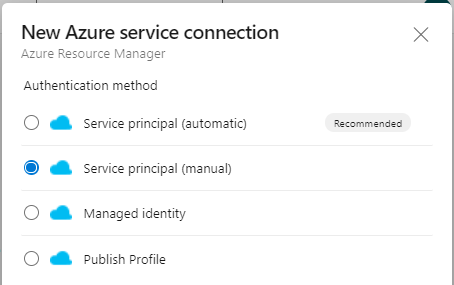 New Azure service connection
Azure Resource Manager
Authentication method
Service principal (automatic) Recommended
Service principal (manual)
Managed identity
Publish Profile